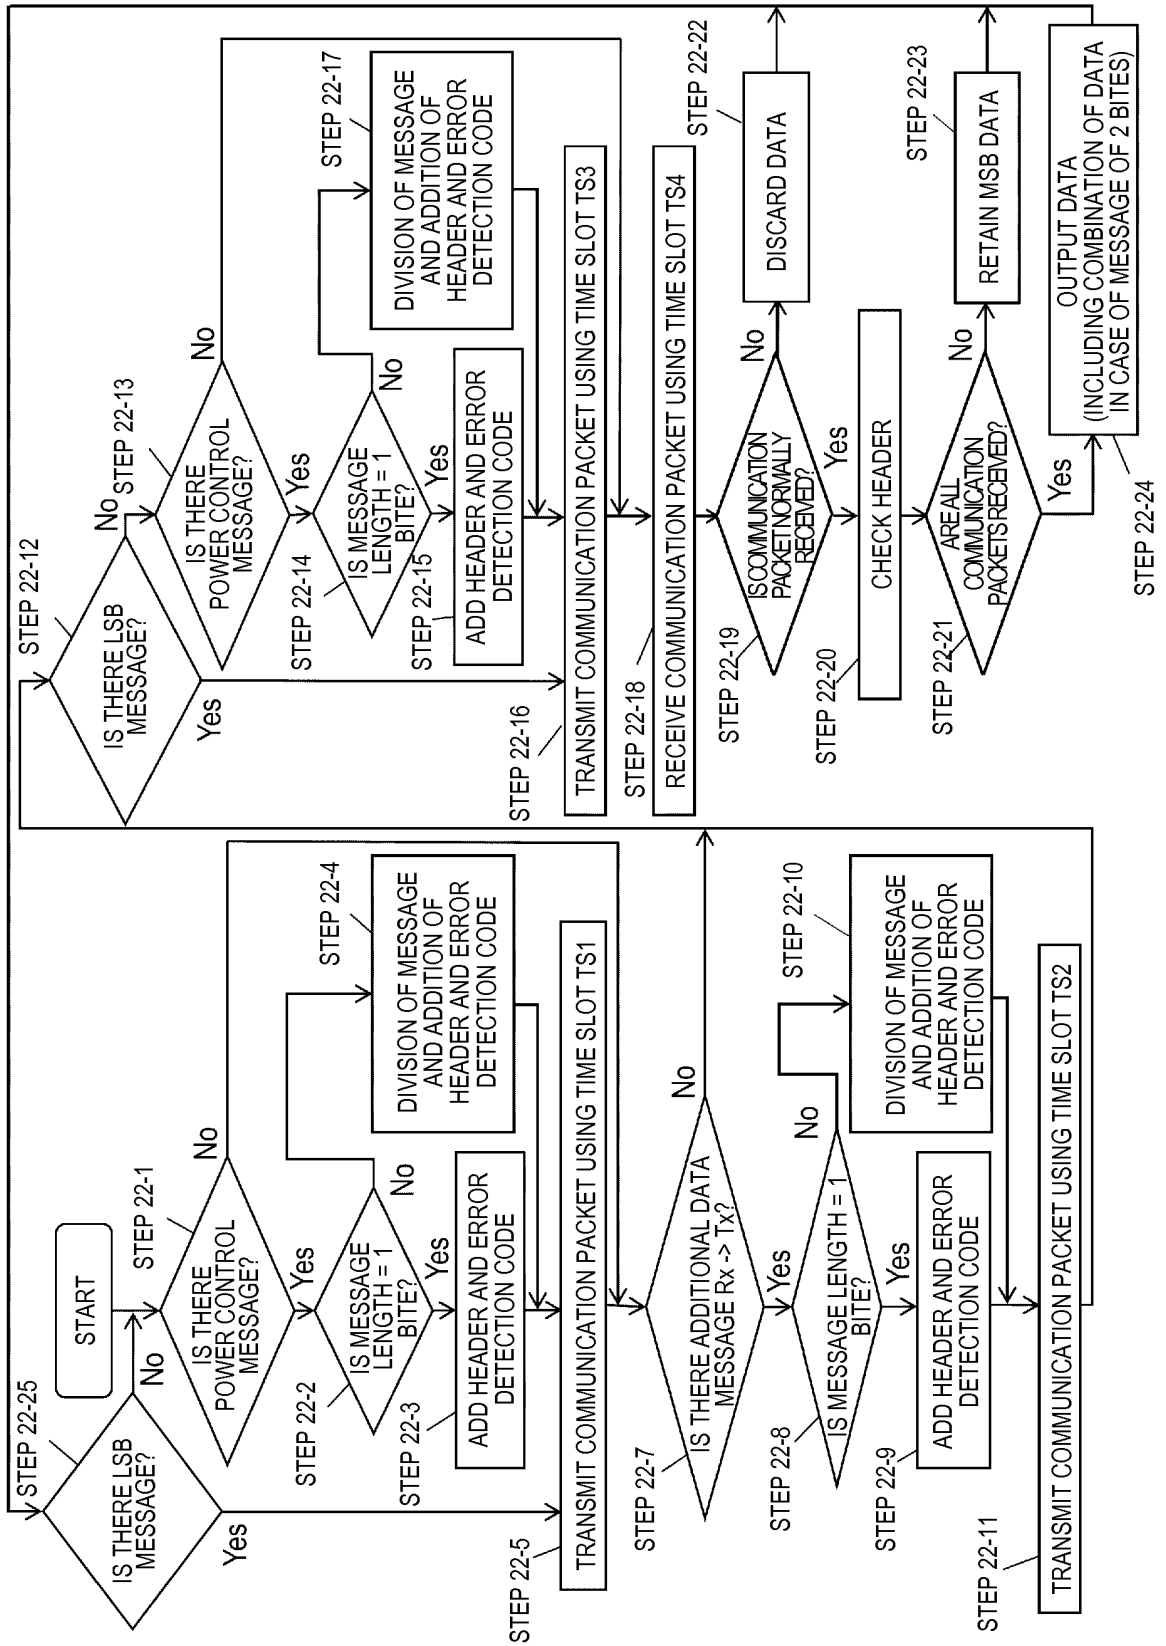 STEP 22-25
IS THERE LSB
MESSAGE?
No
Yes
START
STEP 22-1
IS THERE
POWER CONTROL
MESSAGE?
No
Yes
STEP 22-2
IS MESSAGE
LENGTH = 1
BITE?
No
Yes
STEP 22-3
ADD HEADER AND ERROR
DETECTION CODE
STEP 22-4
DIVISION OF MESSAGE
AND ADDITION OF
HEADER AND ERROR
DETECTION CODE
STEP 22-5
TRANSMIT COMMUNICATION PACKET USING TIME SLOT TS1
STEP 22-7
IS THERE ADDITIONAL DATA
MESSAGE Rx -> Tx?
No
Yes
STEP 22-8
IS MESSAGE LENGTH = 1
BITE?
No
Yes
STEP 22-9
ADD HEADER AND ERROR
DETECTION CODE
STEP 22-10
DIVISION OF MESSAGE
AND ADDITION OF
HEADER AND ERROR
DETECTION CODE
STEP 22-11
TRANSMIT COMMUNICATION PACKET USING TIME SLOT TS2
STEP 22-12
IS THERE LSB
MESSAGE?
No
Yes
STEP 22-13
IS THERE
POWER CONTROL
MESSAGE?
No
Yes
STEP 22-14
IS MESSAGE
LENGTH = 1
BITE?
No
Yes
STEP 22-15
ADD HEADER AND ERROR
DETECTION CODE
STEP 22-17
DIVISION OF MESSAGE
AND ADDITION OF
HEADER AND ERROR
DETECTION CODE
STEP 22-16
TRANSMIT COMMUNICATION PACKET USING TIME SLOT TS3
STEP 22-18
RECEIVE COMMUNICATION PACKET USING TIME SLOT TS4
STEP 22-19
IS COMMUNICATION
PACKET NORMALLY
RECEIVED?
No
Yes
STEP 22-22
DISCARD DATA
STEP 22-20
CHECK HEADER
STEP 22-21
ARE ALL
COMMUNICATION
PACKETS RECEIVED?
No
Yes
STEP 22-23
RETAIN MSB DATA
STEP 22-24
OUTPUT DATA
(INCLUDING COMBINATION OF DATA
IN CASE OF MESSAGE OF 2 BITES)